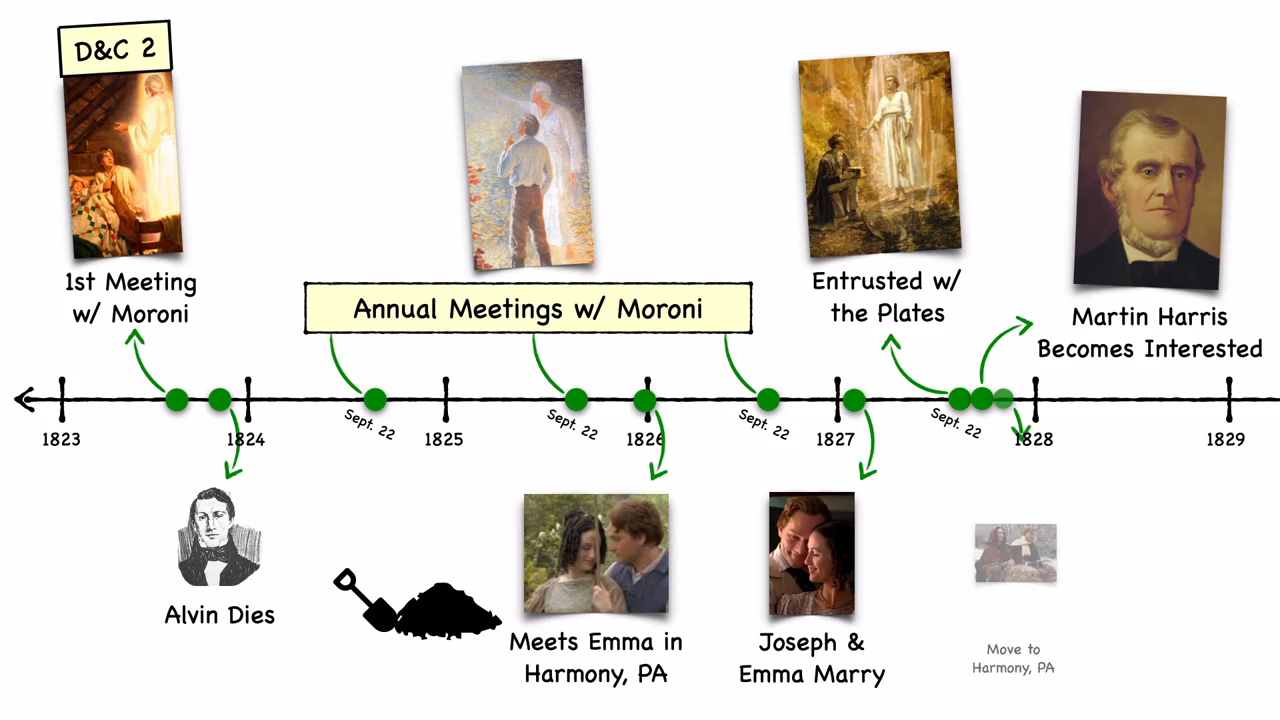 D&C 2
1st Meeting
w/ Moroni
Annual Meetings w/ Moroni
Entrusted w/
the Plates
Martin Harris
Becomes Interested
Sept. 22
Sept. 22
Sept. 22
Sept. 22
1823
1824
1825
1826
1827
1828
1829
Alvin Dies
Meets Emma in
Harmony, PA
Joseph &
Emma Marry
Move to
Harmony, PA